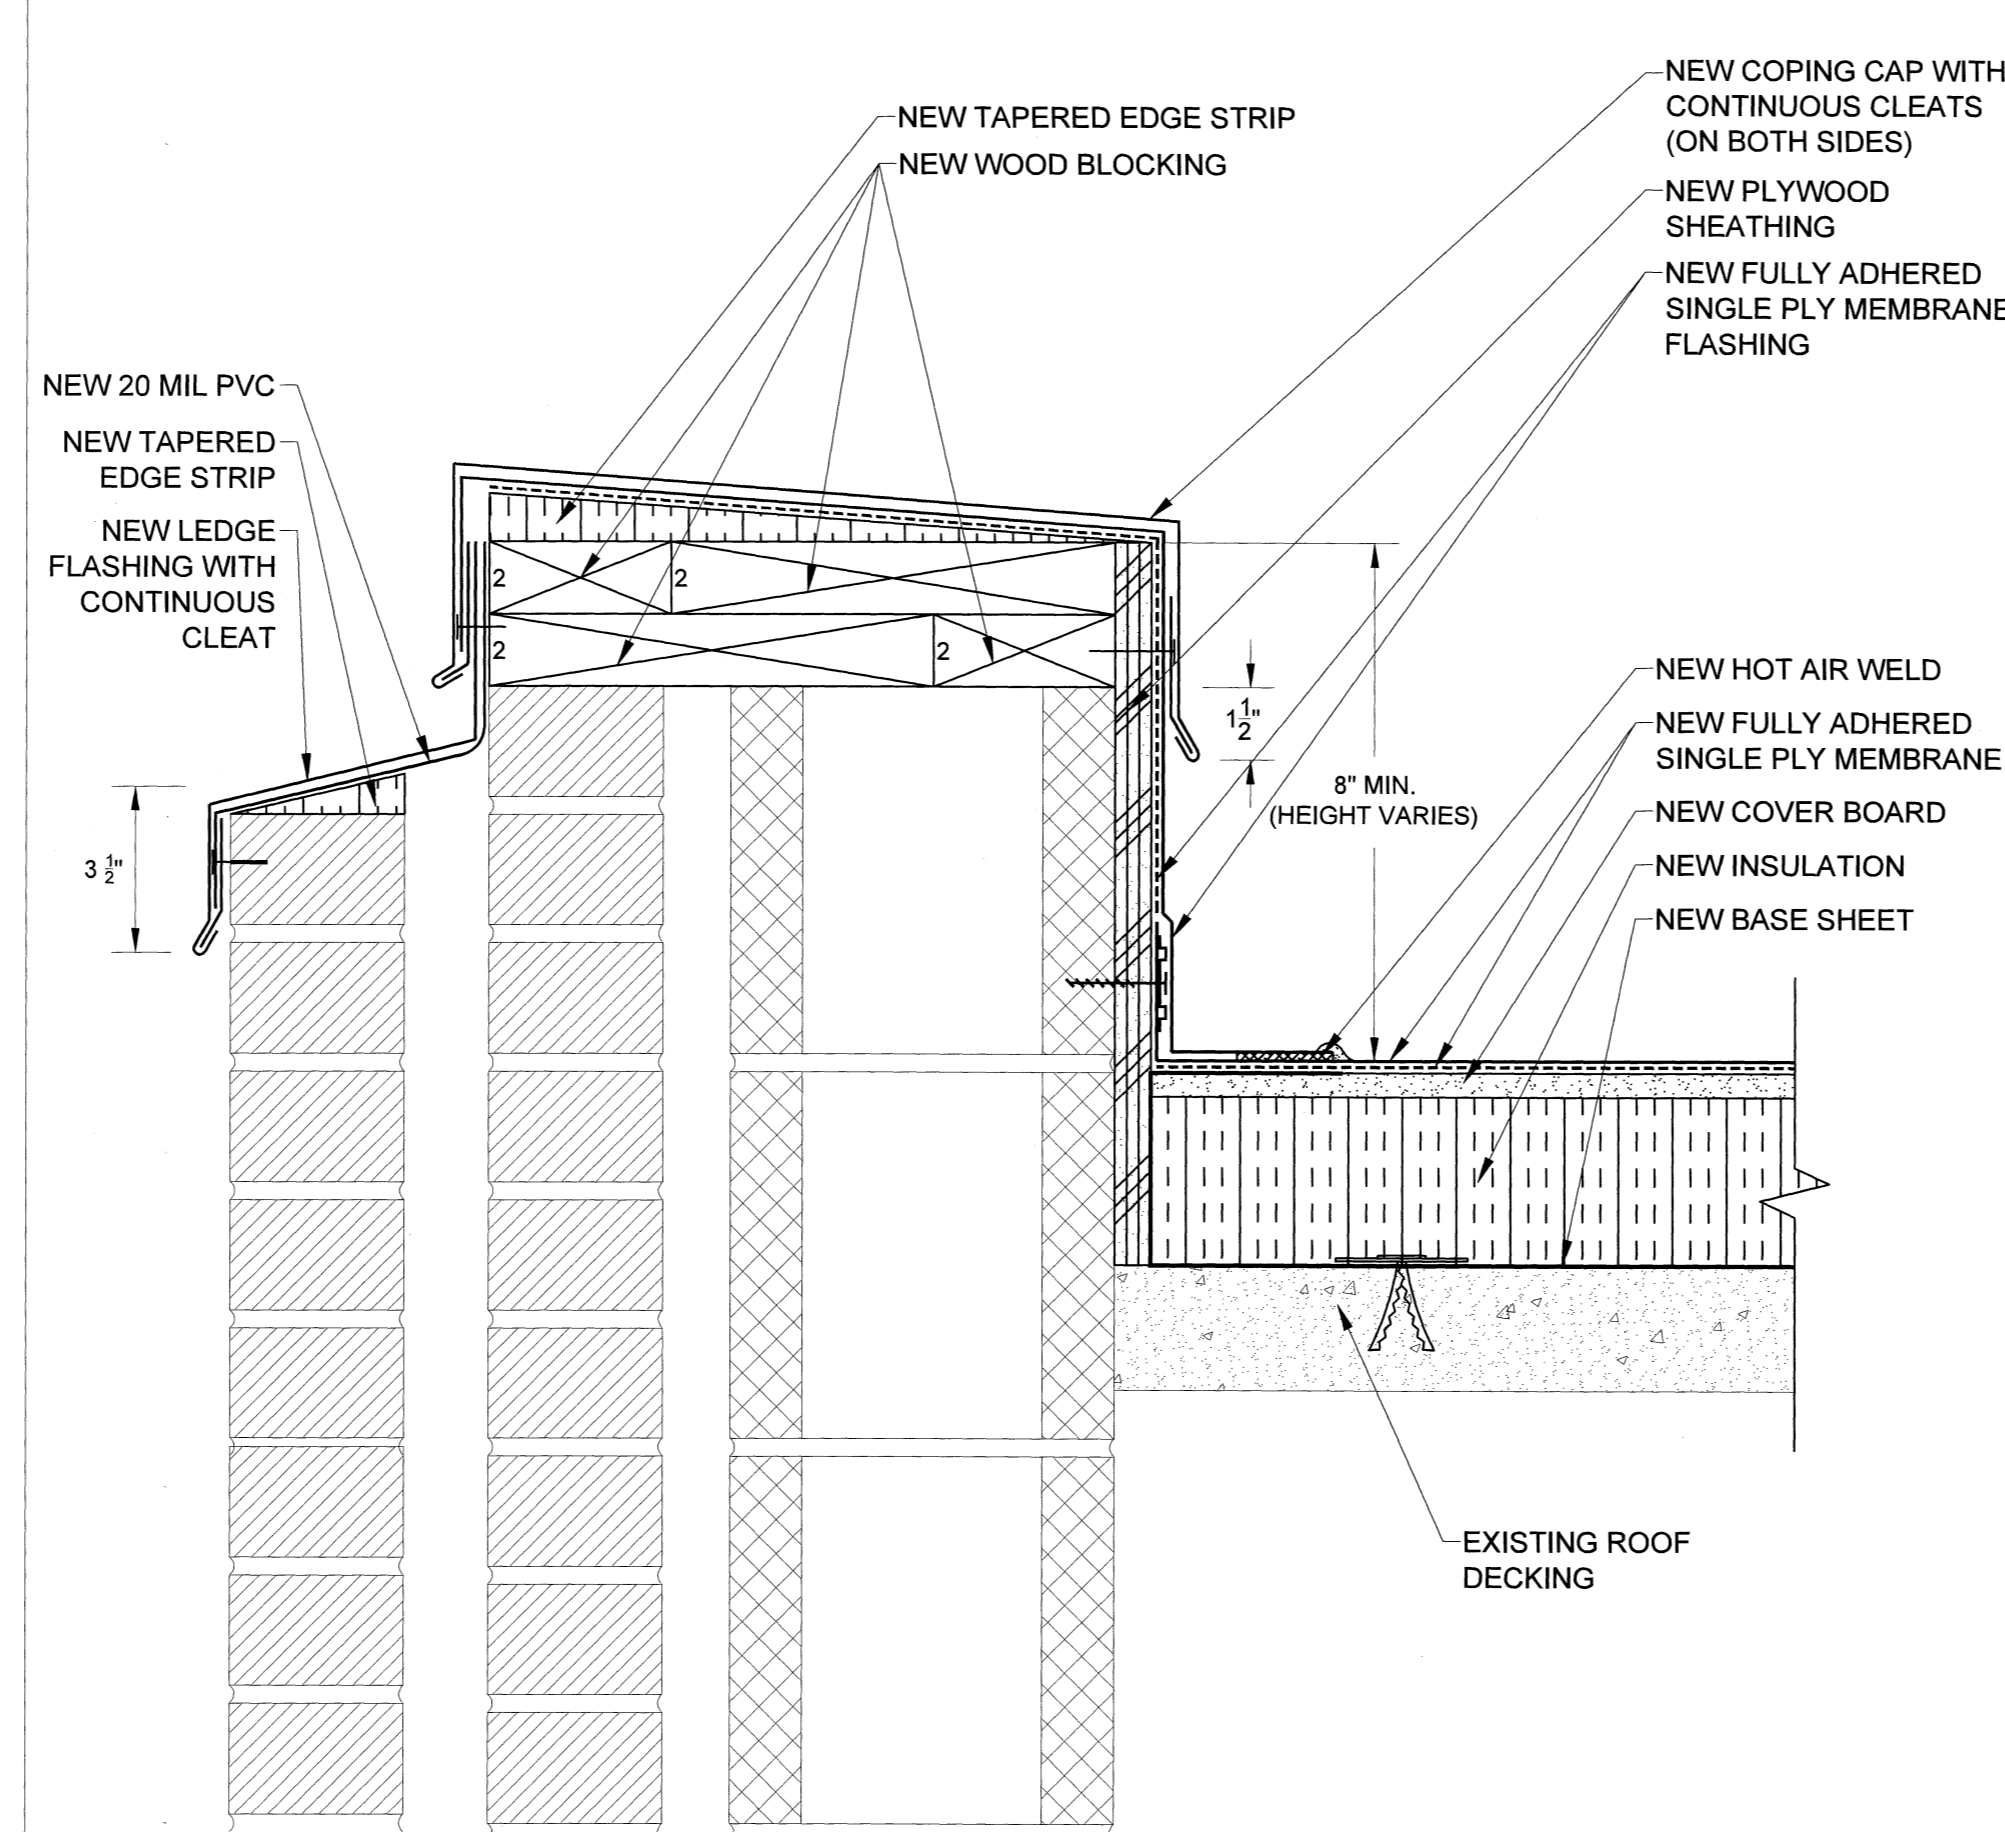 NEW COPING CAP WITH
CONTINUOUS CLEATS
(ON BOTH SIDES)
NEW TAPERED EDGE STRIP
NEW WOOD BLOCKING
NEW PLYWOOD
SHEATHING
NEW FULLY ADHERED
SINGLE PLY MEMBRANE
FLASHING
NEW 20 MIL PVC
NEW TAPERED
EDGE STRIP
NEW LEDGE
FLASHING WITH
CONTINUOUS
CLEAT
2
2
2
2
1 1/2"
8" MIN.
(HEIGHT VARIES)
3 1/2"
NEW HOT AIR WELD
NEW FULLY ADHERED
SINGLE PLY MEMBRANE
NEW COVER BOARD
NEW INSULATION
NEW BASE SHEET
EXISTING ROOF
DECKING